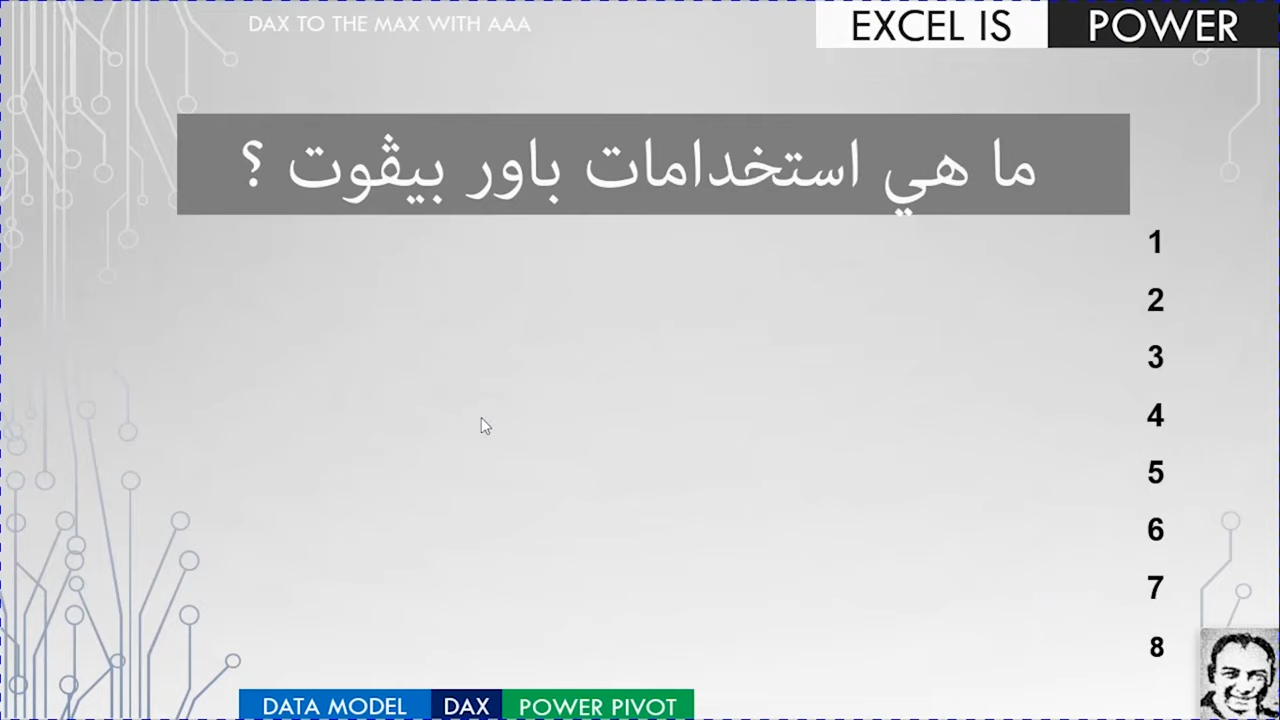 DAX TO THE MAX WITH AAA
EXCEL IS POWER
ما هي استخدامات باور بيڤوت ؟
1
2
3
4
5
6
7
8
DATA MODEL DAX POWER PIVOT